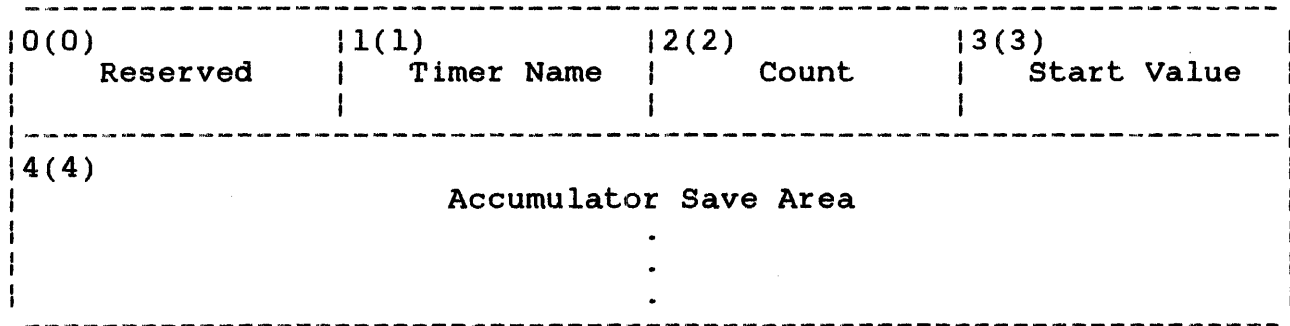 0(0) 1(1) 2(2) 3(3)
Reserved Timer Name Count Start Value
4(4)
Accumulator Save Area
.
.
.